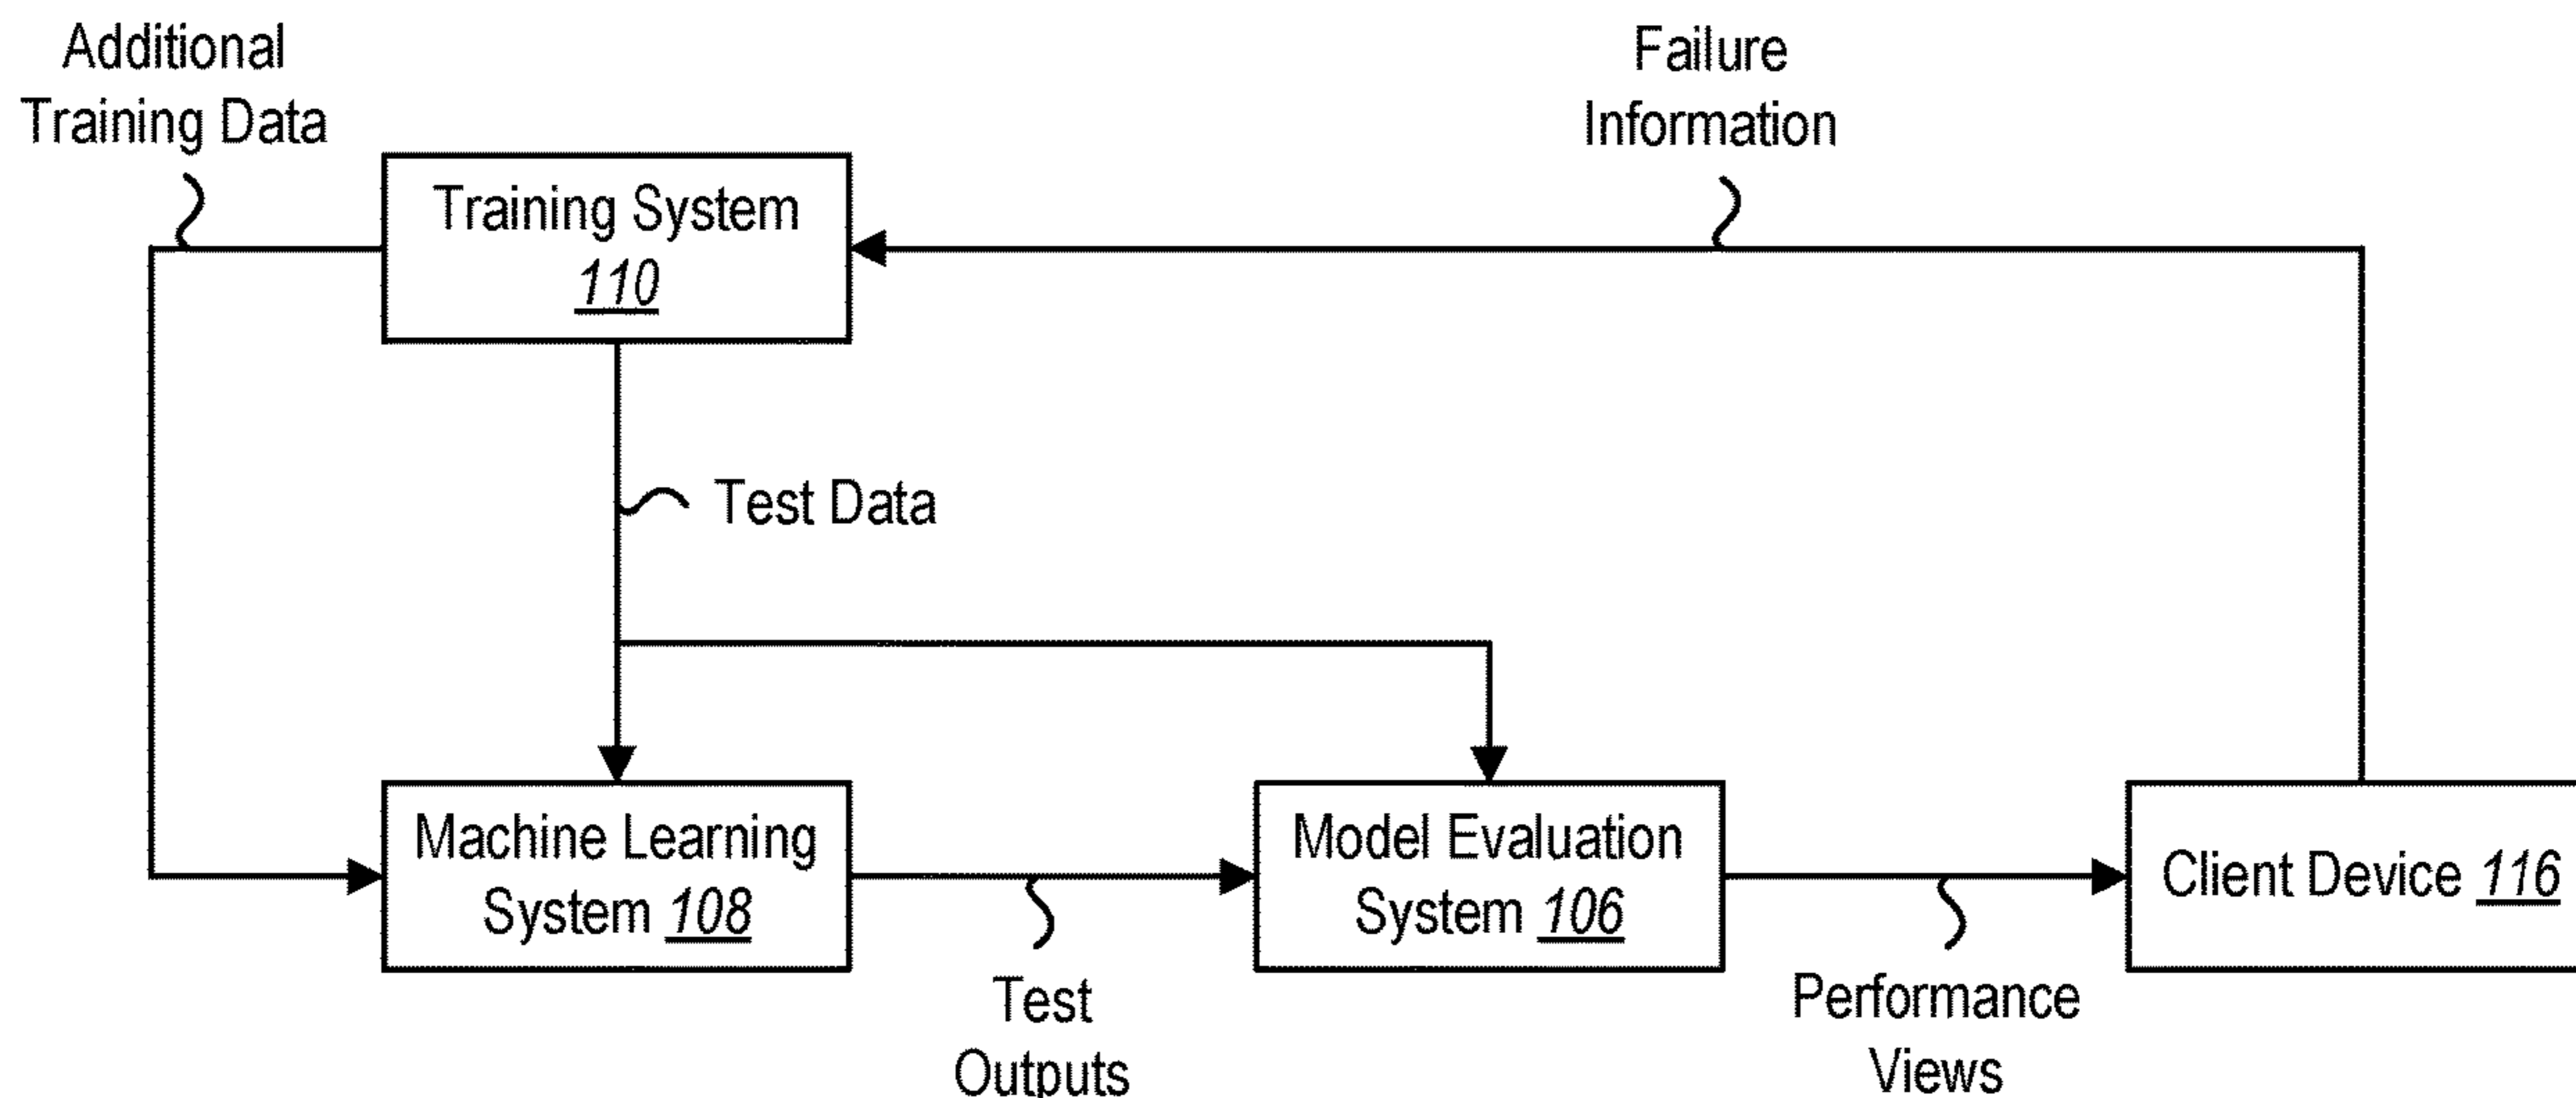 Additional
Training Data
Failure
Information
Training System
110
Test Data
Machine Learning
System 108
Model Evaluation
System 106
Client Device 116
Test
Outputs
Performance
Views